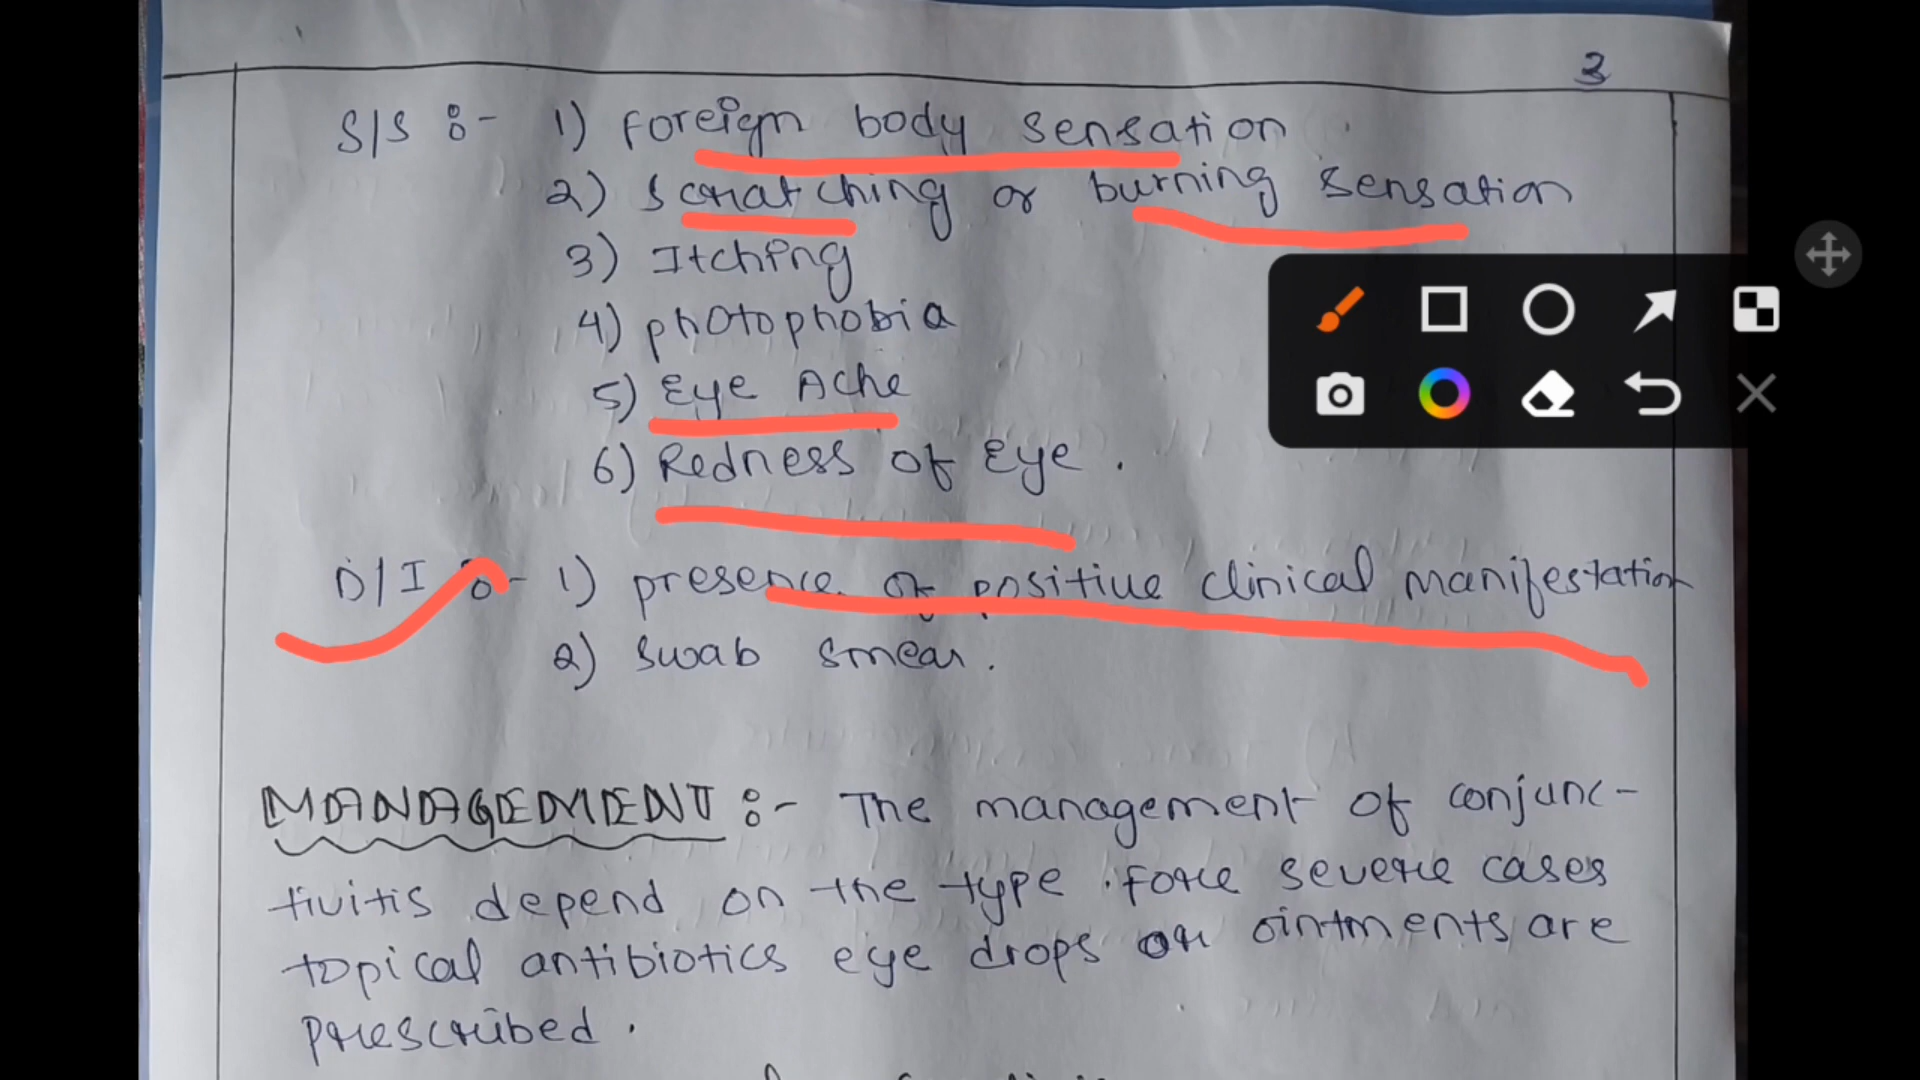 3
S/S :- 1) Foreign body sensation
2) Scratching or burning sensation
3) Itching
4) photophobia
5) Eye Ache
6) Redness of Eye .
D/I :- 1) presence of positive clinical manifestation
2) Swab smear .
MANAGEMENT :- The management of conjunc-
tivitis depend on the type . Fore severe cases
topical antibiotics eye drops or ointments are
prescribed .